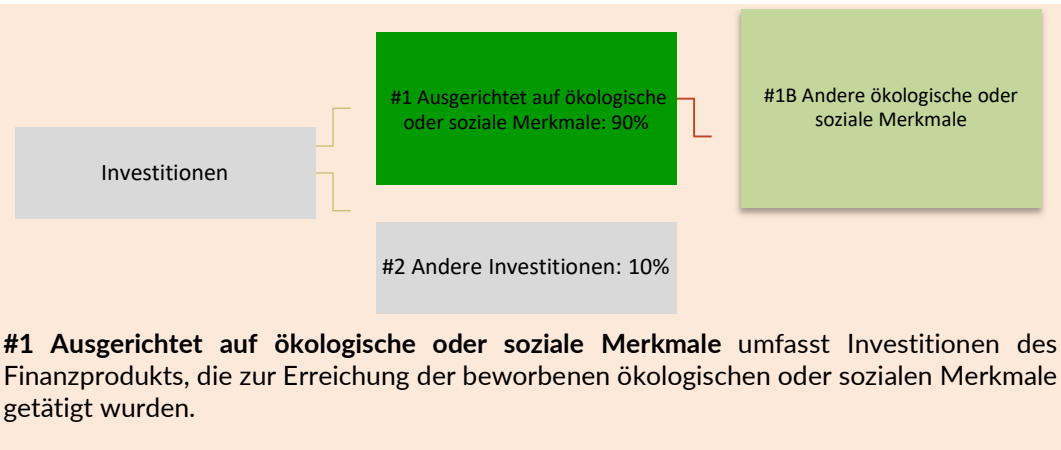 #1 Ausgerichtet auf ökologische
oder soziale Merkmale: 90%
#1B Andere ökologische oder
soziale Merkmale
Investitionen
#2 Andere Investitionen: 10%
#1 Ausgerichtet auf ökologische oder soziale Merkmale umfasst Investitionen des
Finanzprodukts, die zur Erreichung der beworbenen ökologischen oder sozialen Merkmale
getätigt wurden.